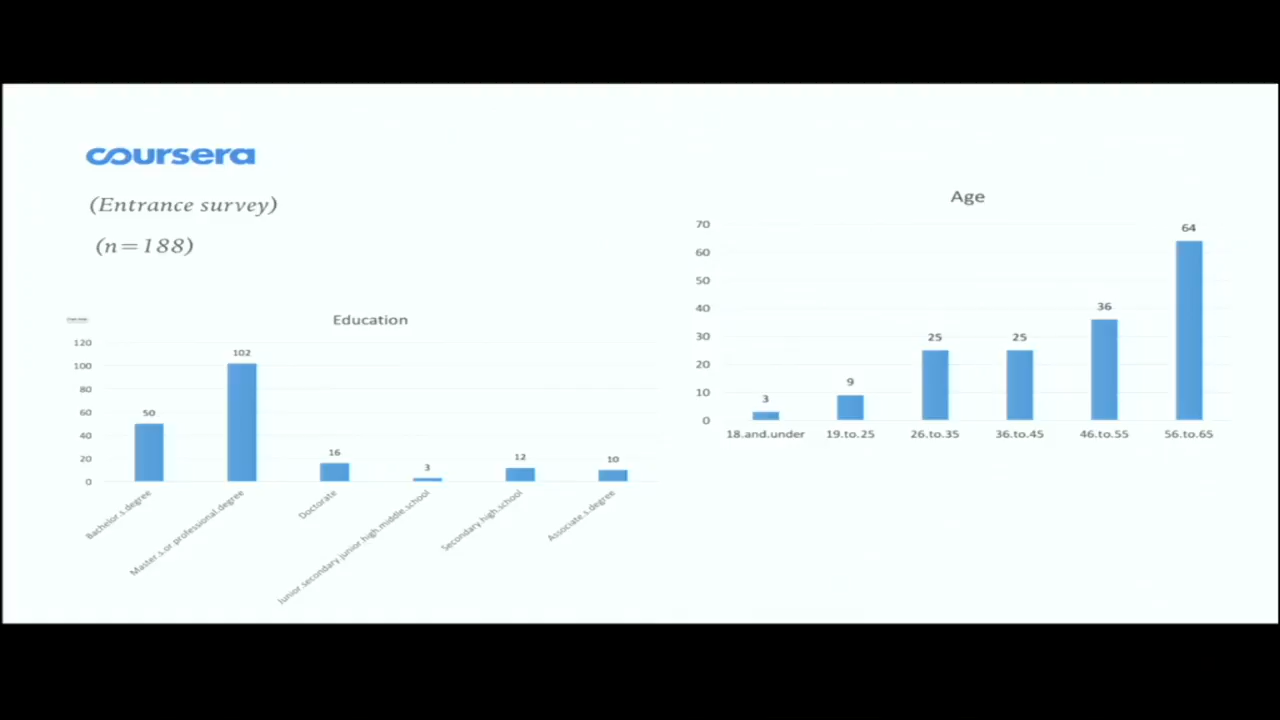 coursera
(Entrance survey)
(n=188)
Education
120
100
80
60
40
20
0
50
102
16
3
12
10
Bachelor.s.degree
Master.s.or professional.degree
Doctorate
Junior.secondary.junior.high.middle.school
Secondary.high.school
Associate.s.degree
Age
70
60
50
40
30
20
10
0
3
9
25
25
36
64
18.and.under
19.to.25
26.to.35
36.to.45
46.to.55
56.to.65